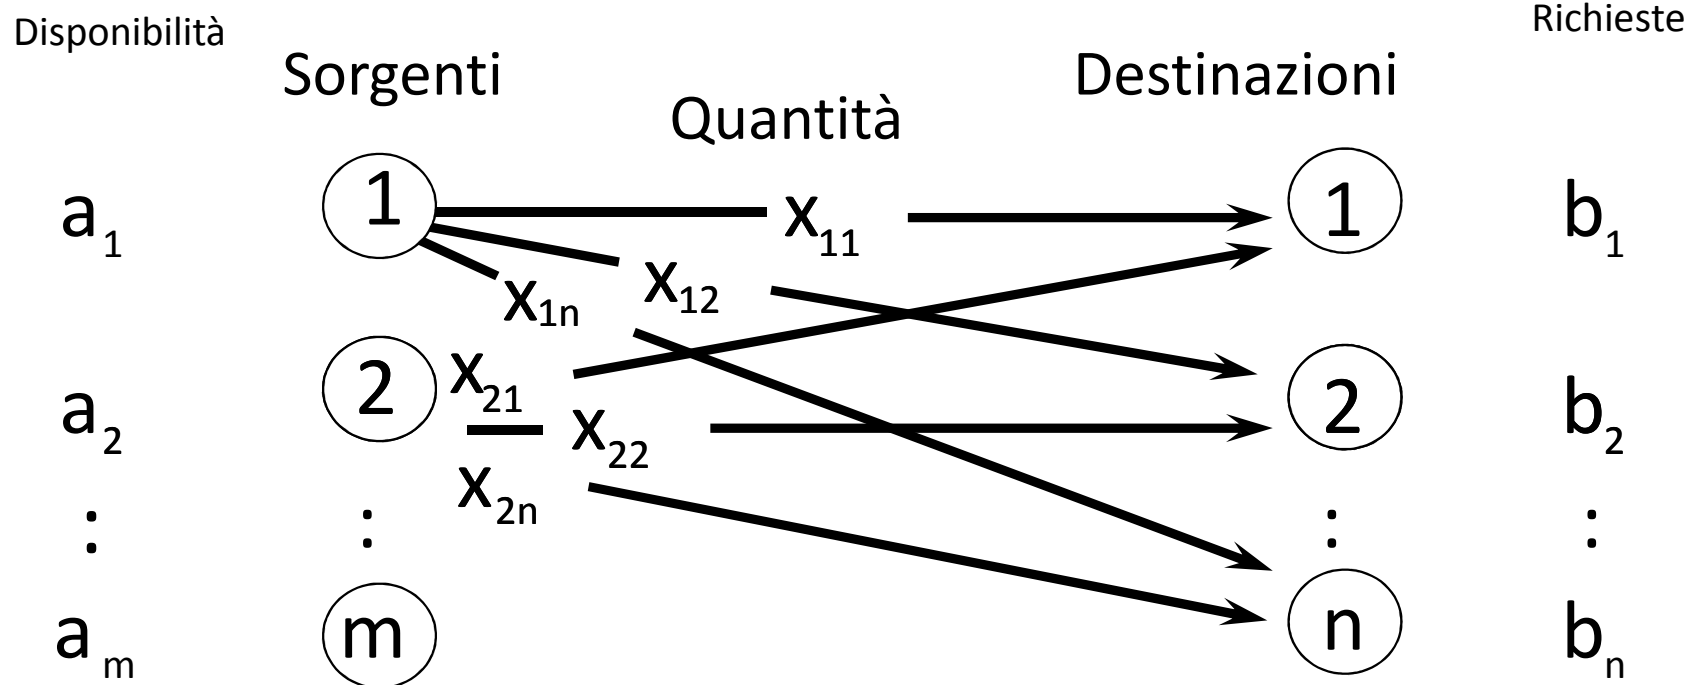 Disponibilità
Richieste
Sorgenti
Destinazioni
Quantità
a1 1 x11 1 b1
x1n x12
a2 2 x21 2 b2
x22
x2n
: : : :
am m n bn